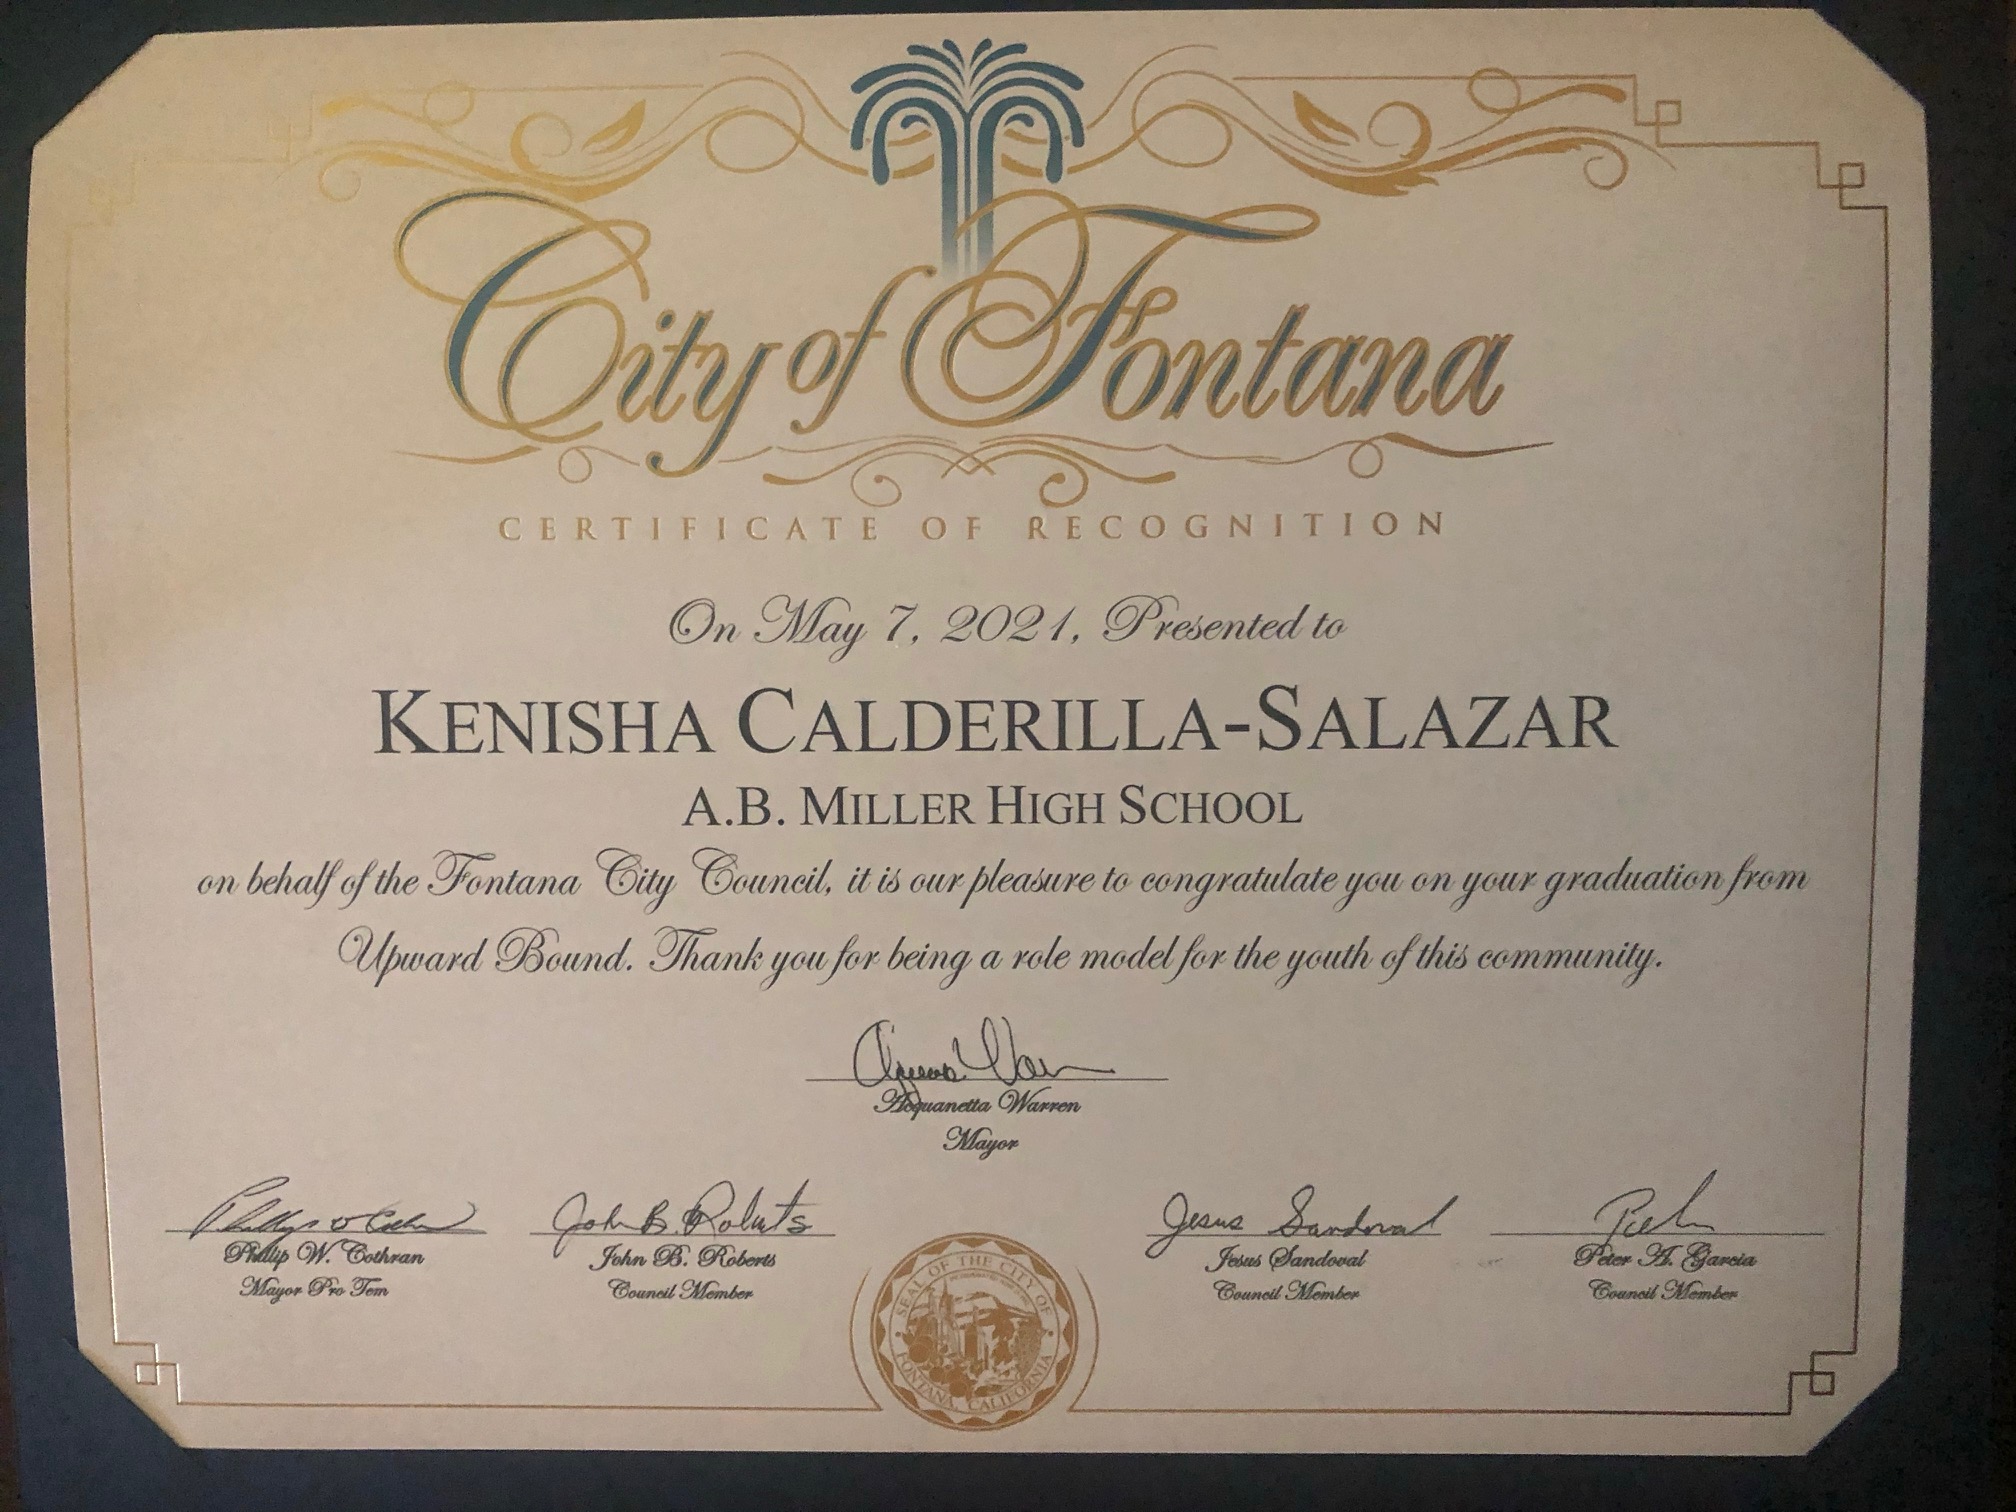 City of Fontana
CERTIFICATE OF RECOGNITION
On May 7, 2021, Presented to
KENISHA CALDERILLA-SALAZAR
A.B. MILLER HIGH SCHOOL
on behalf of the Fontana City Council, it is our pleasure to congratulate you on your graduation from
Upward Bound. Thank you for being a role model for the youth of this community.
Acquanetta Warren
Mayor
John B. Roberts
Jesus Sandoval
Phillip W. Cothran
Mayor Pro Tem
John B. Roberts
Council Member
Jesus Sandoval
Council Member
Peter A. Garcia
Council Member
SEAL OF THE CITY OF
FONTANA, CALIFORNIA